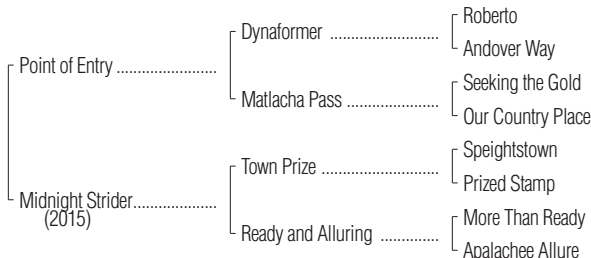 Roberto
Dynaformer ......................
Andover Way
Point of Entry ....................
Seeking the Gold
Matlacha Pass ...................
Our Country Place
Speightstown
Town Prize ........................
Prized Stamp
Midnight Strider.................
(2015)
More Than Ready
Ready and Alluring ............
Apalachee Allure